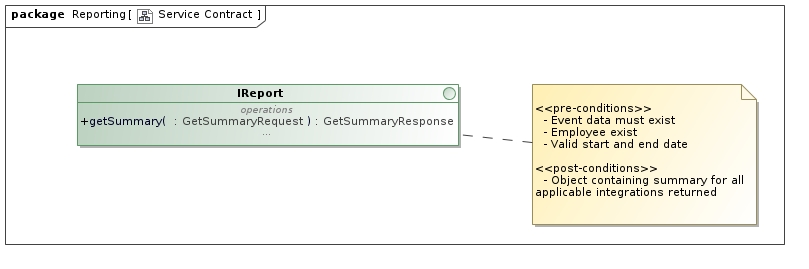 package Reporting[ Service Contract ]
IReport
operations
+getSummary( : GetSummaryRequest ) : GetSummaryResponse
...
<<pre-conditions>>
- Event data must exist
- Employee exist
- Valid start and end date
<<post-conditions>>
- Object containing summary for all
applicable integrations returned